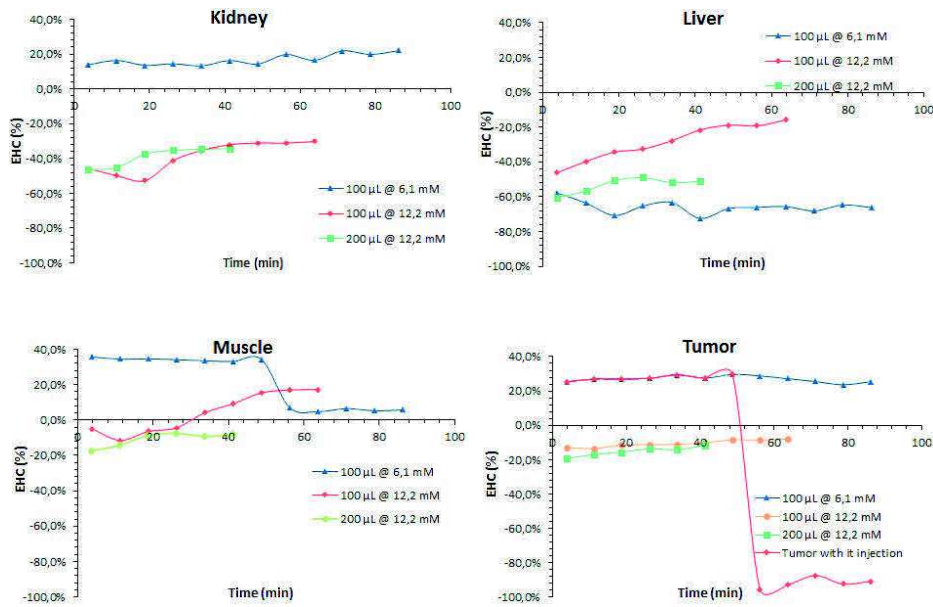 Kidney
40,0%
20,0%
0,0%
-20,0%
-40,0%
-60,0%
-80,0%
-100,0%
0 20 40 60 80 100
EHC (%)
Time (min)
100 µL @ 6,1 mM
100 µL @ 12,2 mM
200 µL @ 12,2 mM
Liver
40,0%
20,0%
0,0%
-20,0%
-40,0%
-60,0%
-80,0%
-100,0%
0 20 40 60 80 100
EHC (%)
Time (min)
100 µL @ 6,1 mM
100 µL @ 12,2 mM
200 µL @ 12,2 mM
Muscle
40,0%
20,0%
0,0%
-20,0%
-40,0%
-60,0%
-80,0%
-100,0%
0 20 40 60 80 100
EHC (%)
Time (min)
100 µL @ 6,1 mM
100 µL @ 12,2 mM
200 µL @ 12,2 mM
Tumor
40,0%
20,0%
0,0%
-20,0%
-40,0%
-60,0%
-80,0%
-100,0%
0 20 40 60 80 100
EHC (%)
Time (min)
100 µL @ 6,1 mM
100 µL @ 12,2 mM
200 µL @ 12,2 mM
Tumor with it injection